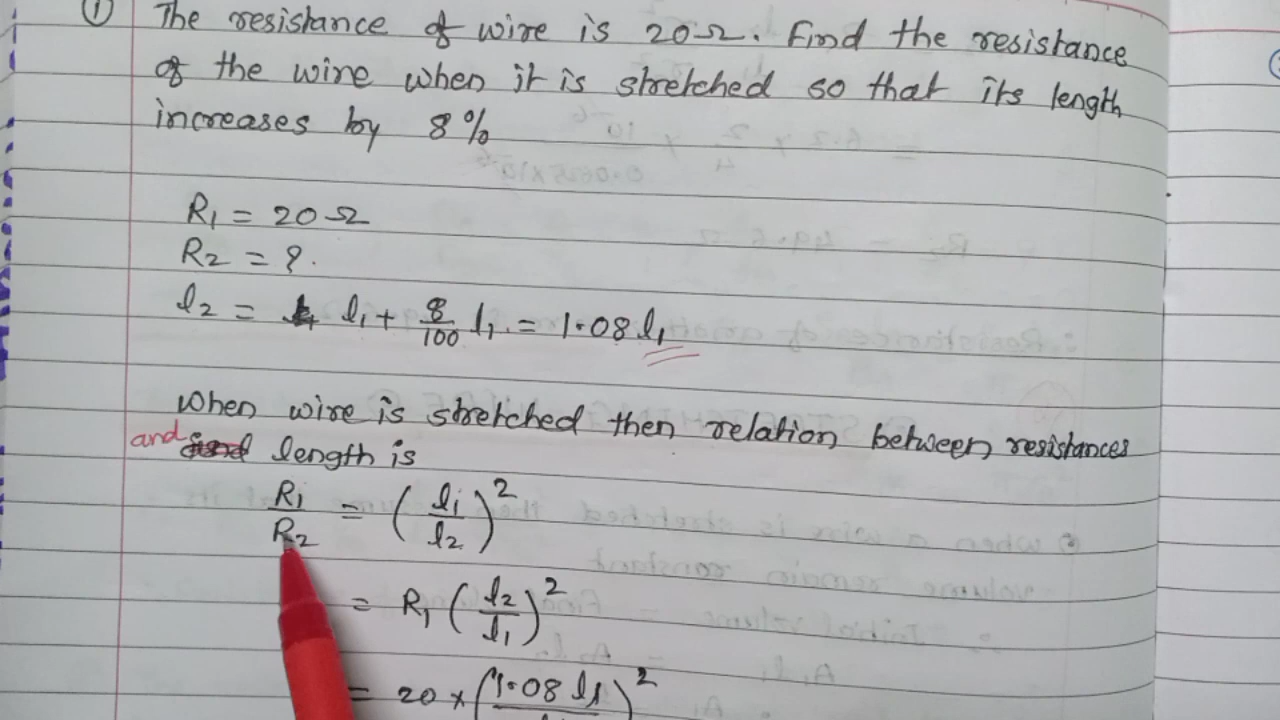 ① The resistance of wire is 20Ω. Find the resistance
of the wire when it is stretched so that its length
increases by 8%
R1 = 20Ω
R2 = ?.
l2 = l1 + 8/100 l1 = 1.08 l1
When wire is stretched then relation between resistances
and length is
R1/R2 = (l1/l2)²
= R1 (l2/l1)²
= 20 × (1.08 l1
)²